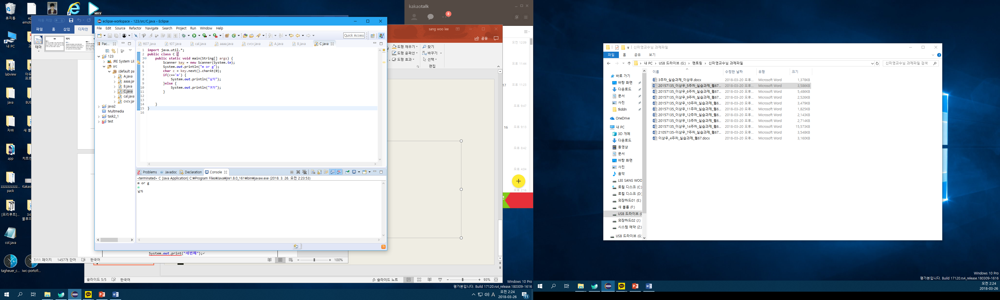 휴지통
MKV
내 PC
labview
java
자바
app
zzzzzzzzzz...
pack
[프리루트]...
col.java
tagheuer_c...
iwc-portofi...
자동 저장
파일 홈 삽입 디자인
테마
eclipse-workspace - 123/src/C.java - Eclipse
File Edit Source Refactor Navigate Search Project Run Window Help
Quick Access
Pac...
123
JRE System Lib
src
(default pa
A.java
aaaa.jav
B.java
C.java
cal.java
cvcv.jav
java2
Multmedia
task2_1
test
tt07.java t07.java cal.java aaaa.java cvcv.java A.java B.java C.java
1 import java.util.*;
2 public class C {
3 public static void main(String[] args) {
4 Scanner key = new Scanner(System.in);
5 System.out.println("m or g");
6 char c = key.next().charAt(0);
7 if(c=='m') {
8 System.out.println("남자");
9 }else {
10 System.out.println("여자");
11 }
12
13
14 }
15 }
16
Problems Javadoc Declaration Console
<terminated> C [Java Application] C:₩Program Files₩Java₩jre1.8.0_161₩bin₩javaw.exe (2018. 3. 26. 오전 2:23:53)
m or g
m
남자
System.out.print("세번째");
7/11 페이지 1457개 단어 한국어 100%
슬라이드 5/5 한국어 슬라이드 노트 93%
kakaotalk
8
sang woo lee
공유
도형 채우기 찾기
도형 윤곽선 바꾸기
도형 효과 선택
편집
오전 12:09
오후 11:44
17 오후 11:23
오후 9:47
16 오후 9:13
오후 8:42
오후 4:04
오후 2:16
Windows 10 Pro
평가본입니다. Build 17120.rs4_release.180309-1616
A 오전 2:24
2018-03-26
11
신미영교수님 과제파일
파일 홈 공유 보기
내 PC USB 드라이브 (G:) 멘토링 신미영교수님 과제파일
신미영교수님 과제파일 검색
바로 가기
바탕 화면
다운로드
문서
사진
tkddn
OneDrive
내 PC
3D 개체
다운로드
동영상
문서
바탕 화면
사진
음악
LEE SANG WOO
로컬 디스크 (C:)
로컬 디스크 (D:)
외장하드01 (E:)
새 볼륨 (F:)
USB 드라이브 (G
외장하드02 (J:)
시스템 예약 (Z:)
USB 드라이브 (G:)
이름 수정한 날짜 유형 크기
3주차_실습과제_이상우.docx 2018-03-20 오후... Microsoft Word 1,378KB
20157135_이상우_5주차_실습과제_월67... 2018-03-20 오후... Microsoft Word 3,586KB
20157135_이상우_6주차_실습과제_월67... 2018-03-20 오후... Microsoft Word 5,486KB
20157135_이상우_9주차_실습과제_월67... 2018-03-20 오후... Microsoft Word 2,526KB
20157135_이상우_10주차_실습과제_월6... 2018-03-20 오후... Microsoft Word 3,479KB
20157135_이상우_11주차_실습과제_월6... 2018-03-20 오후... Microsoft Word 1,825KB
20157135_이상우_12주차_실습과제_월6... 2018-03-20 오후... Microsoft Word 2,143KB
20157135_이상우_13주차_실습과제_월6... 2018-03-20 오후... Microsoft Word 2,714KB
20157135_이상우_14주차_실습과제_월6... 2018-03-20 오후... Microsoft Word 15,573KB
21057135-이상우_7주차_실습과제_월67... 2018-03-20 오후... Microsoft Word 3,548KB
이상우_4주차_실습과제_월67.docx 2018-03-20 오후... Microsoft Word 3,160KB
Windows 10 Pro
평가본입니다. Build 17120.rs4_release.180309-1616
오전 2:24
2018-03-26